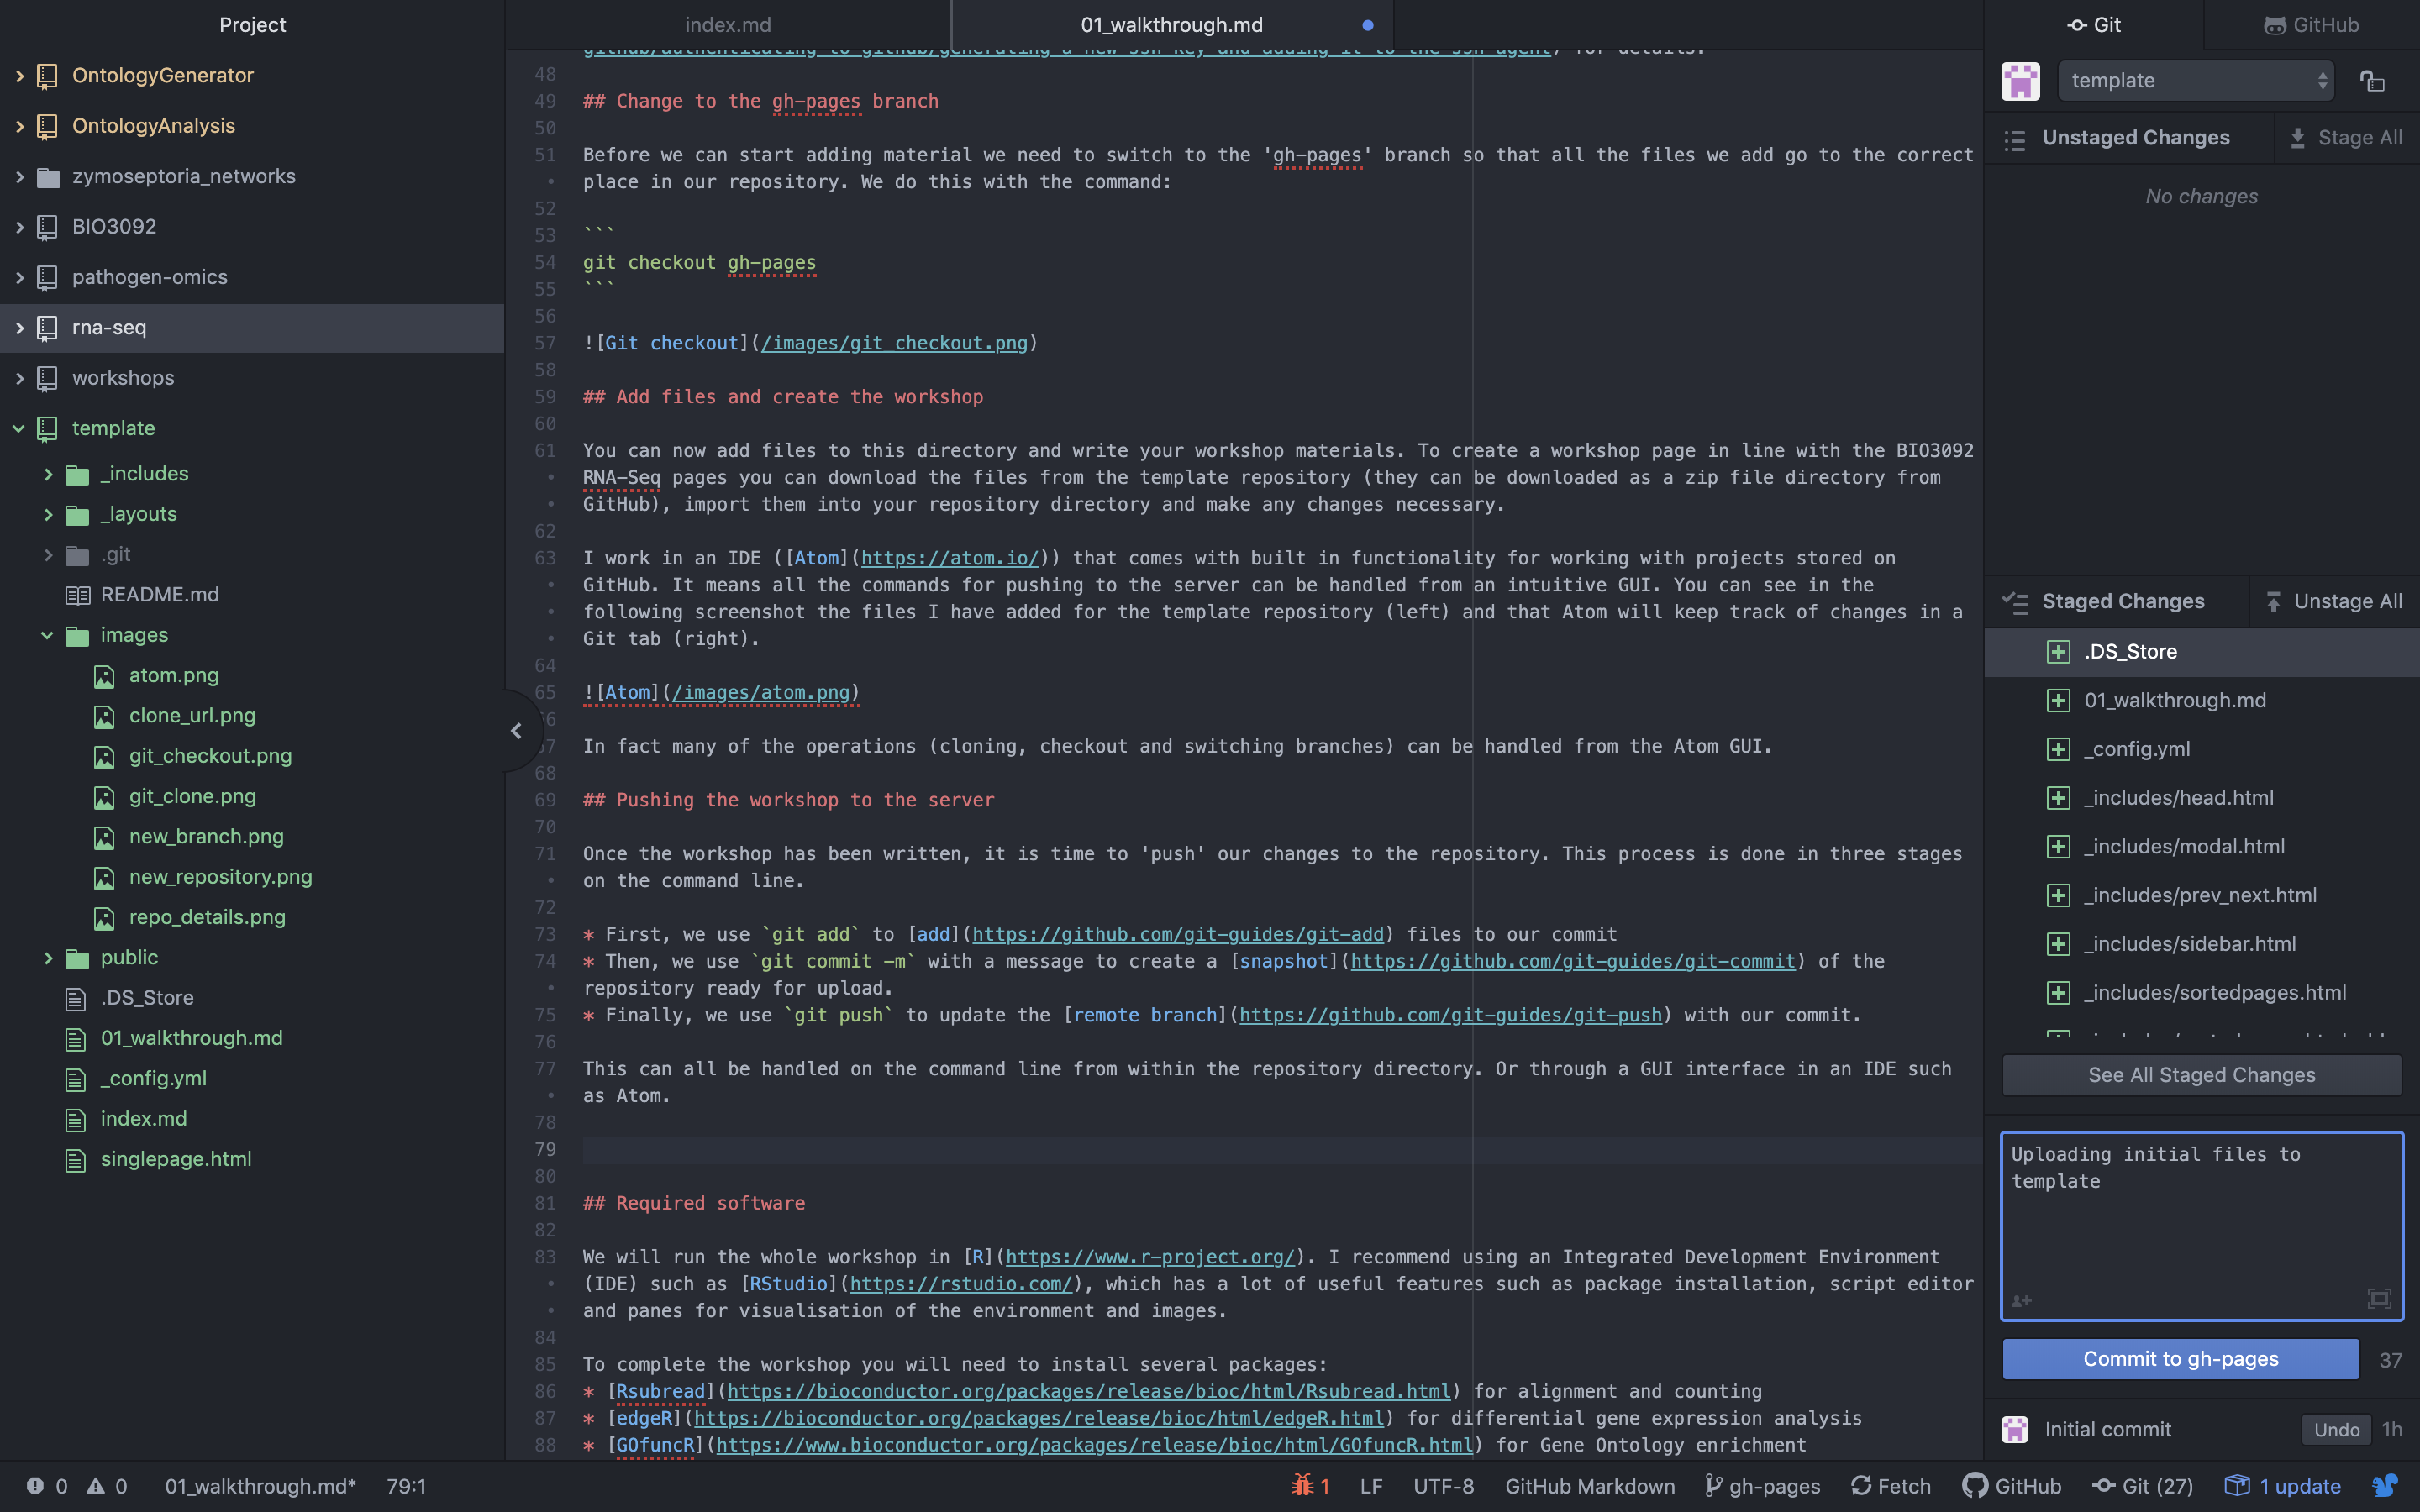 Project
OntologyGenerator
OntologyAnalysis
zymoseptoria_networks
BIO3092
pathogen-omics
rna-seq
workshops
template
_includes
_layouts
.git
README.md
images
atom.png
clone_url.png
git_checkout.png
git_clone.png
new_branch.png
new_repository.png
repo_details.png
public
.DS_Store
01_walkthrough.md
_config.yml
index.md
singlepage.html
index.md
01_walkthrough.md
github/authenticating-to-github/generating-a-new-ssh-key-and-adding-it-to-the-ssh-agent) for details.
48
49 ## Change to the gh-pages branch
50
51 Before we can start adding material we need to switch to the 'gh-pages' branch so that all the files we add go to the correct
• place in our repository. We do this with the command:
52
53 ```
54 git checkout gh-pages
55 ```
56
57 ![Git checkout](/images/git_checkout.png)
58
59 ## Add files and create the workshop
60
61 You can now add files to this directory and write your workshop materials. To create a workshop page in line with the BIO3092
• RNA-Seq pages you can download the files from the template repository (they can be downloaded as a zip file directory from
• GitHub), import them into your repository directory and make any changes necessary.
62
63 I work in an IDE ([Atom](https://atom.io/)) that comes with built in functionality for working with projects stored on
• GitHub. It means all the commands for pushing to the server can be handled from an intuitive GUI. You can see in the
• following screenshot the files I have added for the template repository (left) and that Atom will keep track of changes in a
• Git tab (right).
64
65 ![Atom](/images/atom.png)
6
7 In fact many of the operations (cloning, checkout and switching branches) can be handled from the Atom GUI.
68
69 ## Pushing the workshop to the server
70
71 Once the workshop has been written, it is time to 'push' our changes to the repository. This process is done in three stages
• on the command line.
72
73 * First, we use `git add` to [add](https://github.com/git-guides/git-add) files to our commit
74 * Then, we use `git commit -m` with a message to create a [snapshot](https://github.com/git-guides/git-commit) of the
• repository ready for upload.
75 * Finally, we use `git push` to update the [remote branch](https://github.com/git-guides/git-push) with our commit.
76
77 This can all be handled on the command line from within the repository directory. Or through a GUI interface in an IDE such
• as Atom.
78
79
80
81 ## Required software
82
83 We will run the whole workshop in [R](https://www.r-project.org/). I recommend using an Integrated Development Environment
• (IDE) such as [RStudio](https://rstudio.com/), which has a lot of useful features such as package installation, script editor
• and panes for visualisation of the environment and images.
84
85 To complete the workshop you will need to install several packages:
86 * [Rsubread](https://bioconductor.org/packages/release/bioc/html/Rsubread.html) for alignment and counting
87 * [edgeR](https://bioconductor.org/packages/release/bioc/html/edgeR.html) for differential gene expression analysis
88 * [GOfuncR](https://www.bioconductor.org/packages/release/bioc/html/GOfuncR.html) for Gene Ontology enrichment
Git
GitHub
template
Unstaged Changes
Stage All
No changes
Staged Changes
Unstage All
.DS_Store
01_walkthrough.md
_config.yml
_includes/head.html
_includes/modal.html
_includes/prev_next.html
_includes/sidebar.html
_includes/sortedpages.html
See All Staged Changes
Uploading initial files to
template
Commit to gh-pages
37
Initial commit
Undo
1h
0
0
01_walkthrough.md*
79:1
1
LF
UTF-8
GitHub Markdown
gh-pages
Fetch
GitHub
Git (27)
1 update